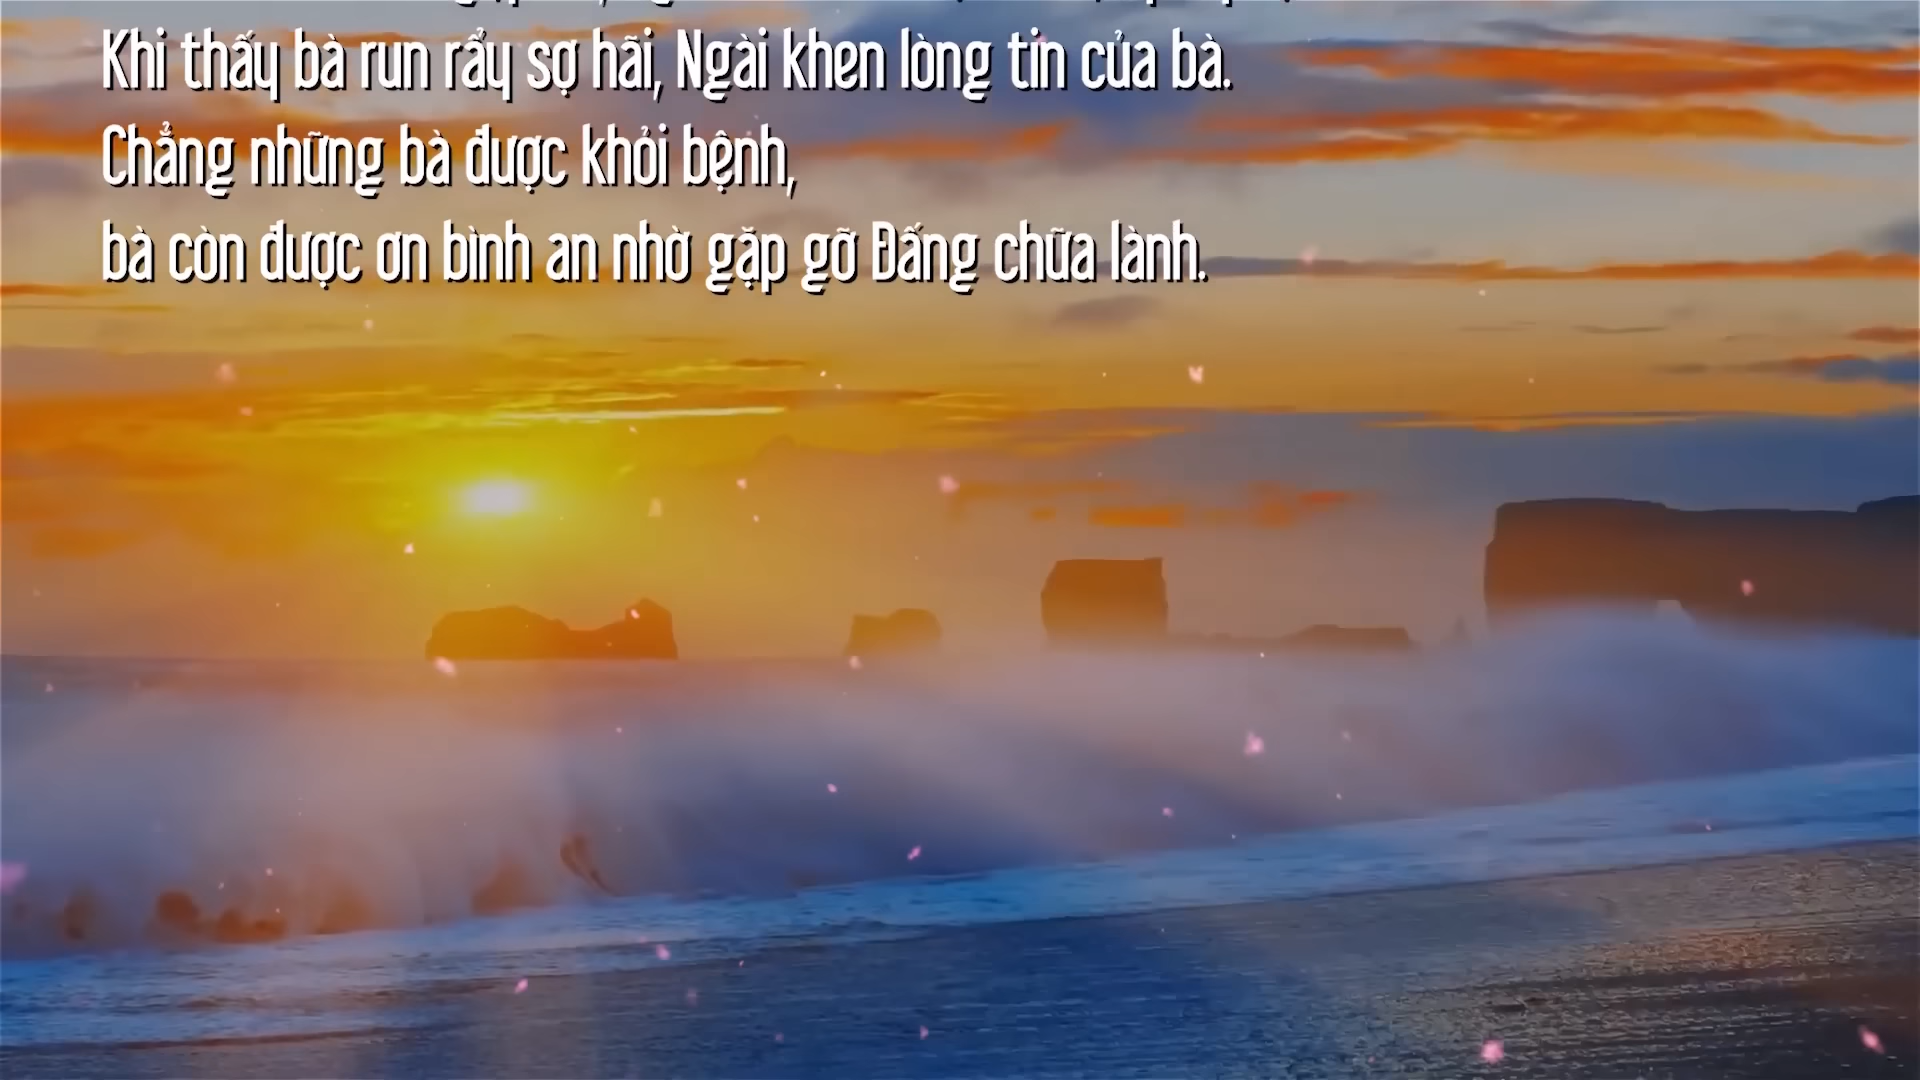 Khi thấy bà run rẩy sợ hãi, Ngài khen lòng tin của bà.
Chẳng những bà được khỏi bệnh,
bà còn được ơn bình an nhờ gặp gỡ Đấng chữa lành.